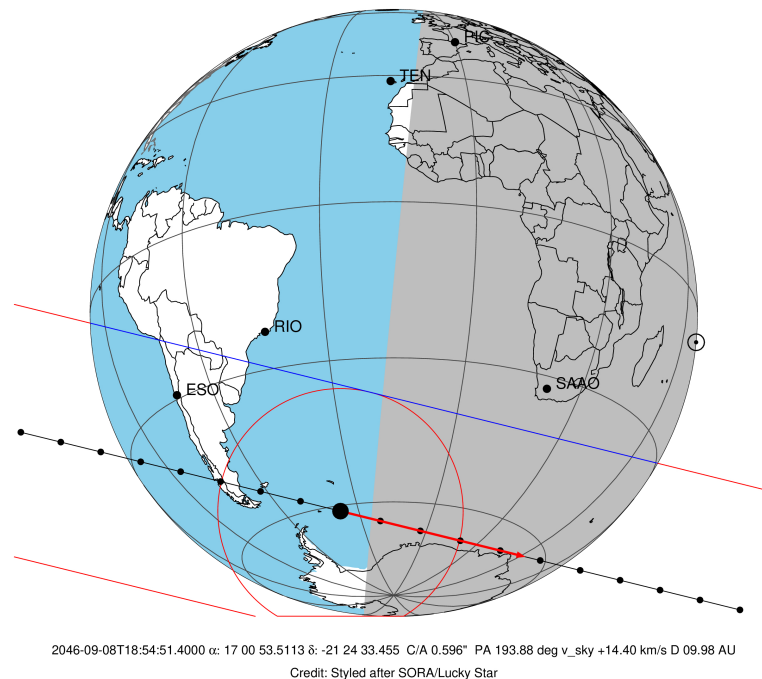 PIC
TEN
RIO
ESO
SAAO
2046-09-08T18:54:51.4000 α: 17 00 53.5113 δ: -21 24 33.455 C/A 0.596" PA 193.88 deg v_sky +14.40 km/s D 09.98 AU
Credit: Styled after SORA/Lucky Star